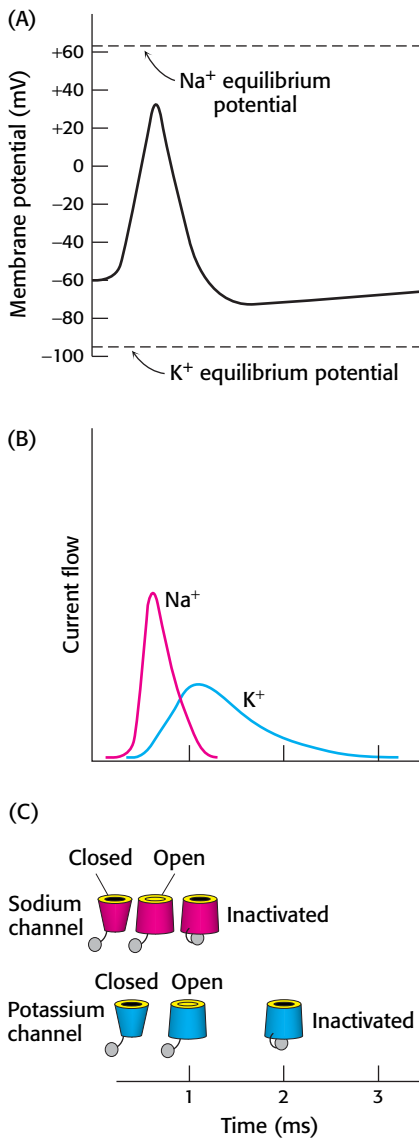 (A)
Membrane potential (mV)
+60
+40
+20
0
−20
−40
−60
−80
−100
Na⁺ equilibrium
potential
K⁺ equilibrium potential
(B)
Current flow
Na⁺
K⁺
(C)
Closed Open
Sodium
channel
Inactivated
Closed Open
Potassium
channel
Inactivated
1 2 3
Time (ms)